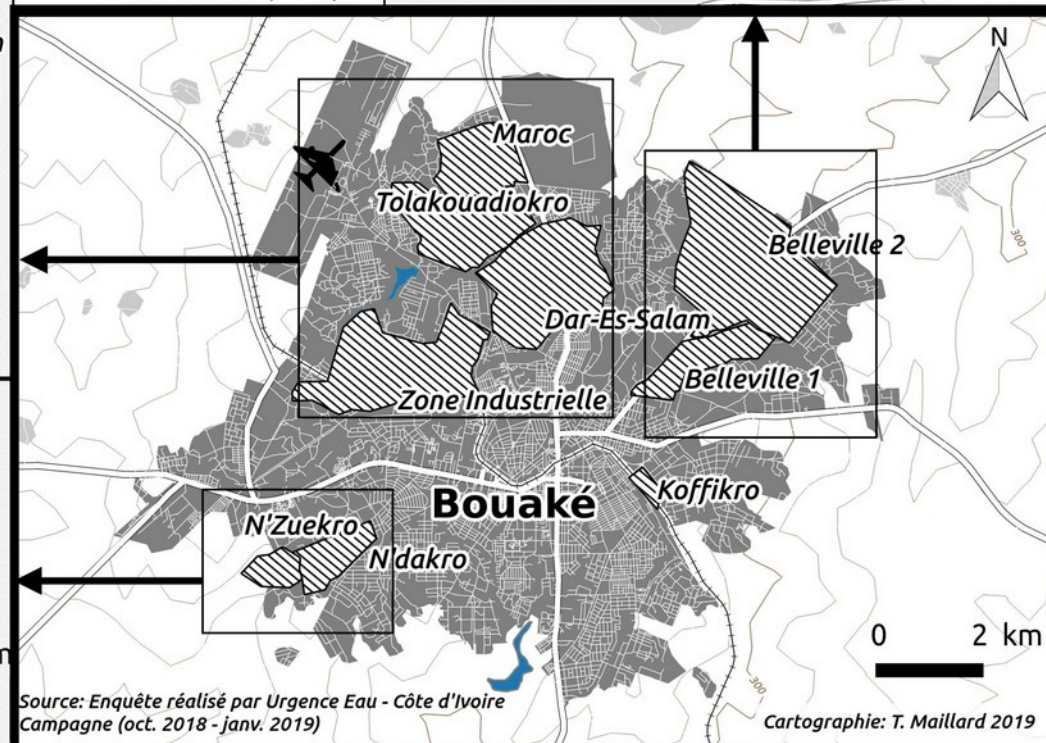 N
Maroc
Tolakouadiokro
Belleville 2
Dar-Es-Salam
Belleville 1
Zone Industrielle
Koffikro
Bouaké
N'Zuekro
N'dakro
300
300
0 2 km
Source: Enquête réalisé par Urgence Eau - Côte d'Ivoire
Campagne (oct. 2018 - janv. 2019)
Cartographie: T. Maillard 2019